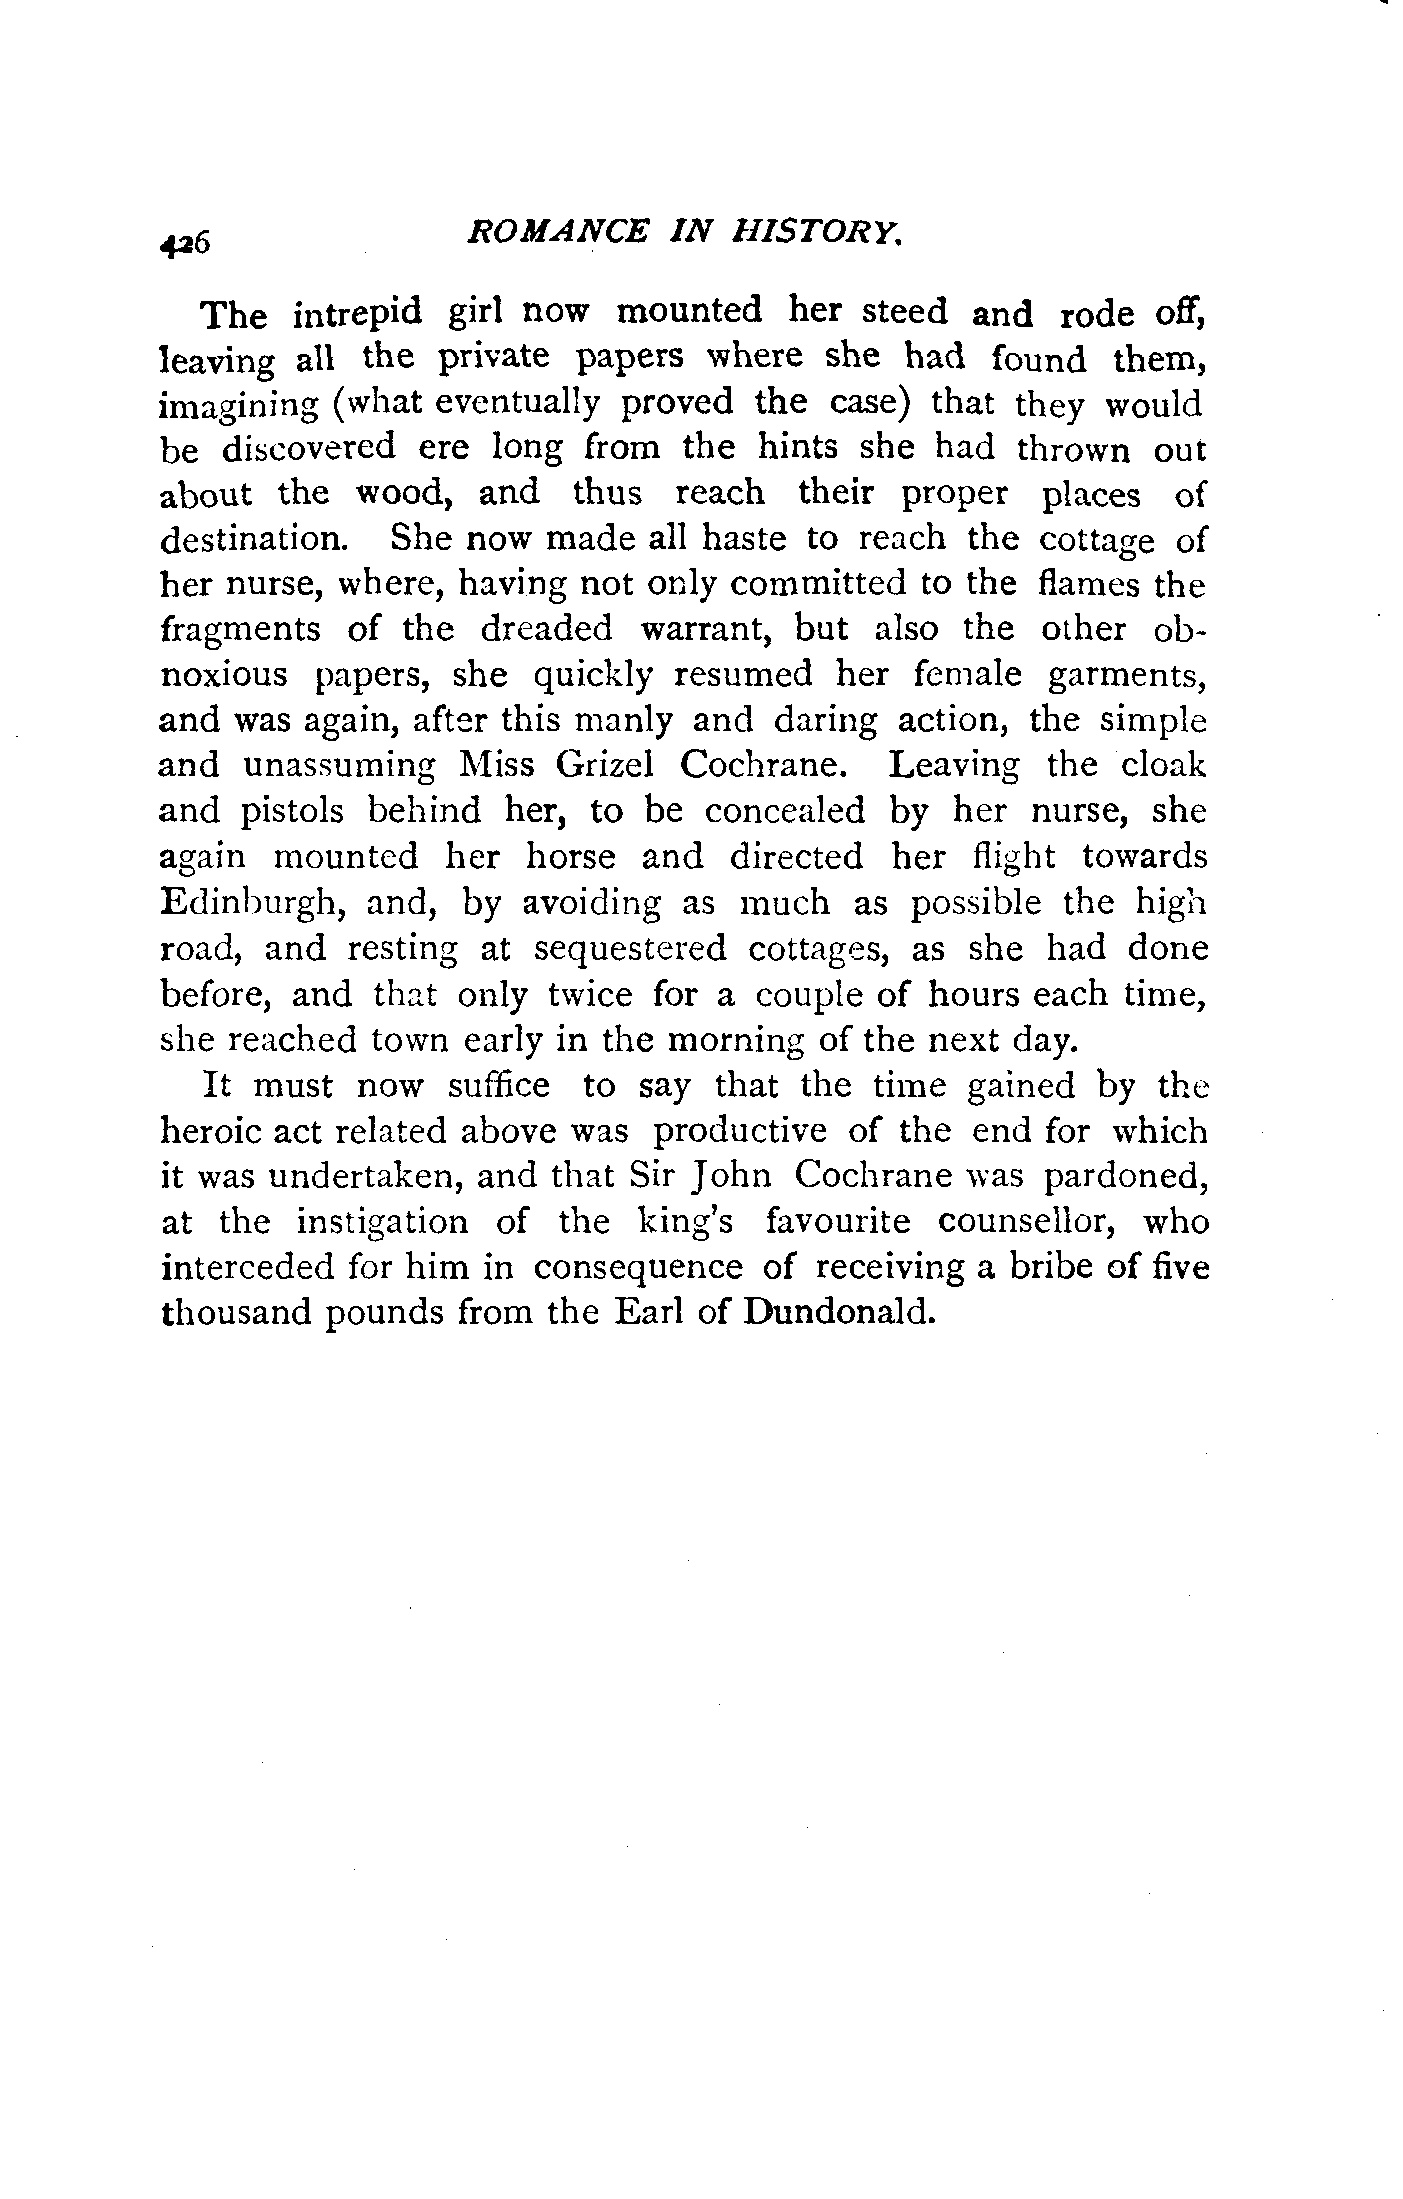 426 ROMANCE IN HISTORY.
The intrepid girl now mounted her steed and rode off,
leaving all the private papers where she had found them,
imagining (what eventually proved the case) that they would
be discovered ere long from the hints she had thrown out
about the wood, and thus reach their proper places of
destination. She now made all haste to reach the cottage of
her nurse, where, having not only committed to the flames the
fragments of the dreaded warrant, but also the other ob-
noxious papers, she quickly resumed her female garments,
and was again, after this manly and daring action, the simple
and unassuming Miss Grizel Cochrane. Leaving the cloak
and pistols behind her, to be concealed by her nurse, she
again mounted her horse and directed her flight towards
Edinburgh, and, by avoiding as much as possible the high
road, and resting at sequestered cottages, as she had done
before, and that only twice for a couple of hours each time,
she reached town early in the morning of the next day.
It must now suffice to say that the time gained by the
heroic act related above was productive of the end for which
it was undertaken, and that Sir John Cochrane was pardoned,
at the instigation of the king's favourite counsellor, who
interceded for him in consequence of receiving a bribe of five
thousand pounds from the Earl of Dundonald.